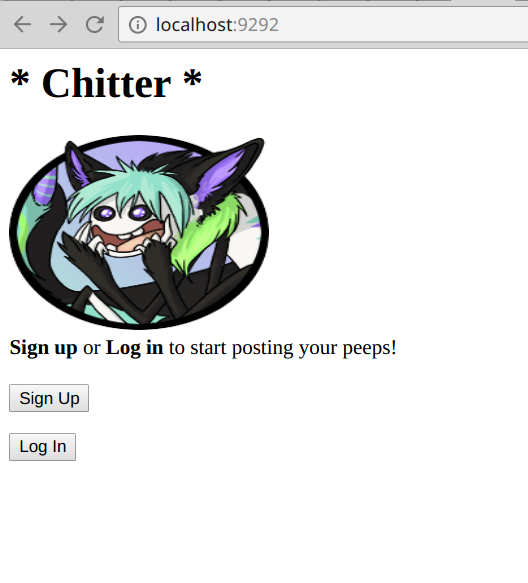 localhost:9292
* Chitter *
Sign up or Log in to start posting your peeps!
Sign Up
Log In